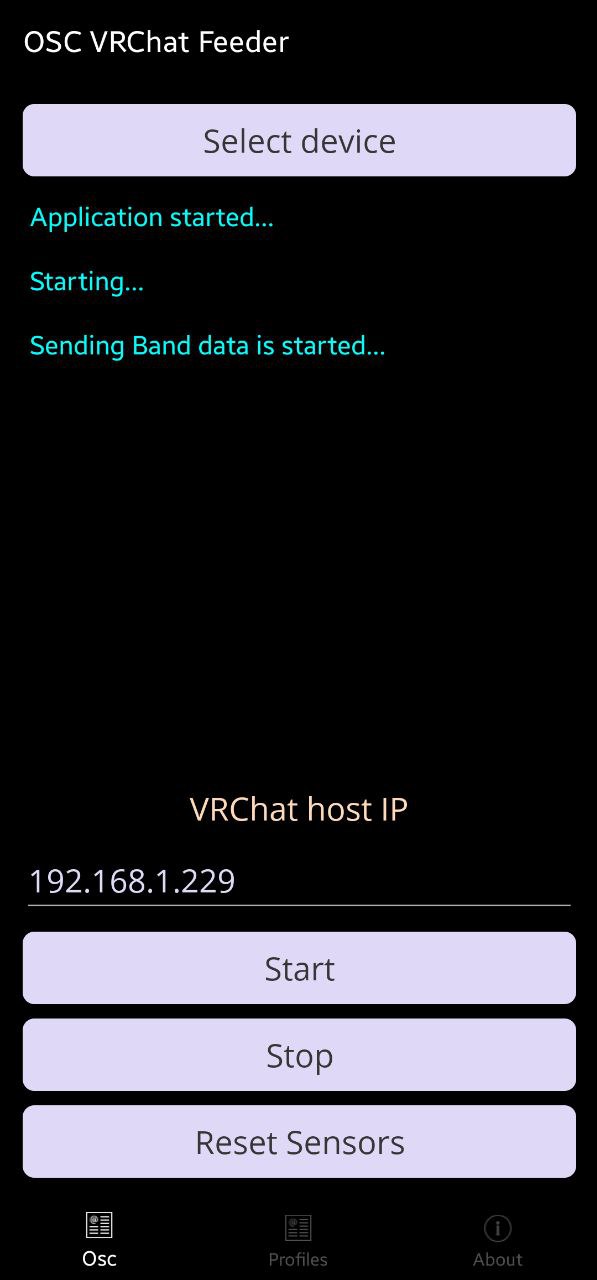 OSC VRChat Feeder
Select device
Application started...
Starting...
Sending Band data is started...
VRChat host IP
192.168.1.229
Start
Stop
Reset Sensors
Osc
Profiles
About